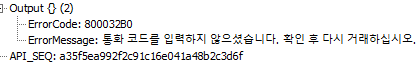 Output {} (2)
ErrorCode: 800032B0
ErrorMessage: 통화 코드를 입력하지 않으셨습니다. 확인 후 다시 거래하십시오.
API_SEQ: a35f5ea992f2c91c16e041a48b2c3d6f